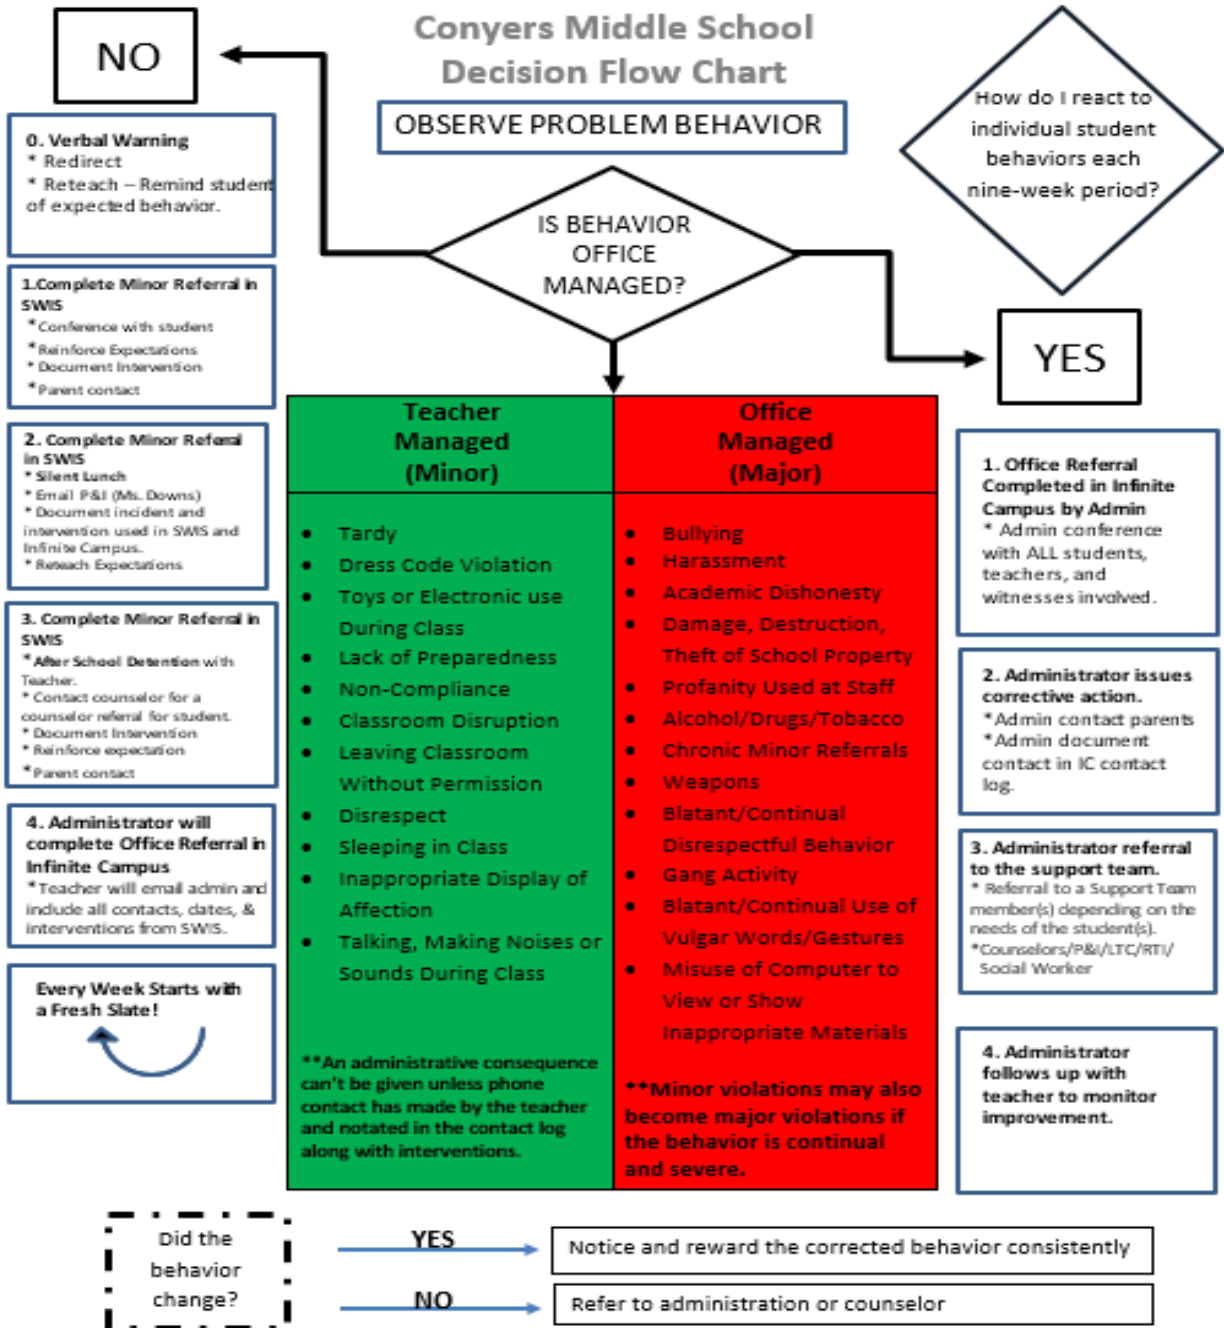 Conyers Middle School
Decision Flow Chart
NO
OBSERVE PROBLEM BEHAVIOR
How do I react to
individual student
behaviors each
nine-week period?
IS BEHAVIOR
OFFICE
MANAGED?
YES
0. Verbal Warning
* Redirect
* Reteach – Remind student
of expected behavior.
1.Complete Minor Referral in
SWIS
*Conference with student
*Reinforce Expectations
* Document Intervention
*Parent contact
2. Complete Minor Referral
in SWIS
* Silent Lunch
* Email P&I (Ms. Downs)
*Document incident and
intervention used in SWIS and
Infinite Campus.
* Reteach Expectations
3. Complete Minor Referral in
SWIS
*After School Detention with
Teacher.
* Contact counselor for a
counselor referral for student.
* Document Intervention
* Reinforce expectation
*Parent contact
4. Administrator will
complete Office Referral in
Infinite Campus
*Teacher will email admin and
include all contacts, dates, &
interventions from SWIS.
Every Week Starts with
a Fresh Slate!
Teacher
Managed
(Minor)
• Tardy
• Dress Code Violation
• Toys or Electronic use
During Class
• Lack of Preparedness
• Non-Compliance
• Classroom Disruption
• Leaving Classroom
Without Permission
• Disrespect
• Sleeping in Class
• Inappropriate Display of
Affection
• Talking, Making Noises or
Sounds During Class
**An administrative consequence
can't be given unless phone
contact has made by the teacher
and notated in the contact log
along with interventions.
Office
Managed
(Major)
• Bullying
• Harassment
• Academic Dishonesty
• Damage, Destruction,
Theft of School Property
• Profanity Used at Staff
• Alcohol/Drugs/Tobacco
• Chronic Minor Referrals
• Weapons
• Blatant/Continual
Disrespectful Behavior
• Gang Activity
• Blatant/Continual Use of
Vulgar Words/Gestures
• Misuse of Computer to
View or Show
Inappropriate Materials
**Minor violations may also
become major violations if
the behavior is continual
and severe.
1. Office Referral
Completed in Infinite
Campus by Admin
* Admin conference
with ALL students,
teachers, and
witnesses involved.
2. Administrator issues
corrective action.
*Admin contact parents
*Admin document
contact in IC contact
log.
3. Administrator referral
to the support team.
* Referral to a Support Team
member(s) depending on the
needs of the student(s).
*Counselors/P&I/LTC/RTI/
Social Worker
4. Administrator
follows up with
teacher to monitor
improvement.
Did the
behavior
change?
YES
Notice and reward the corrected behavior consistently
NO
Refer to administration or counselor